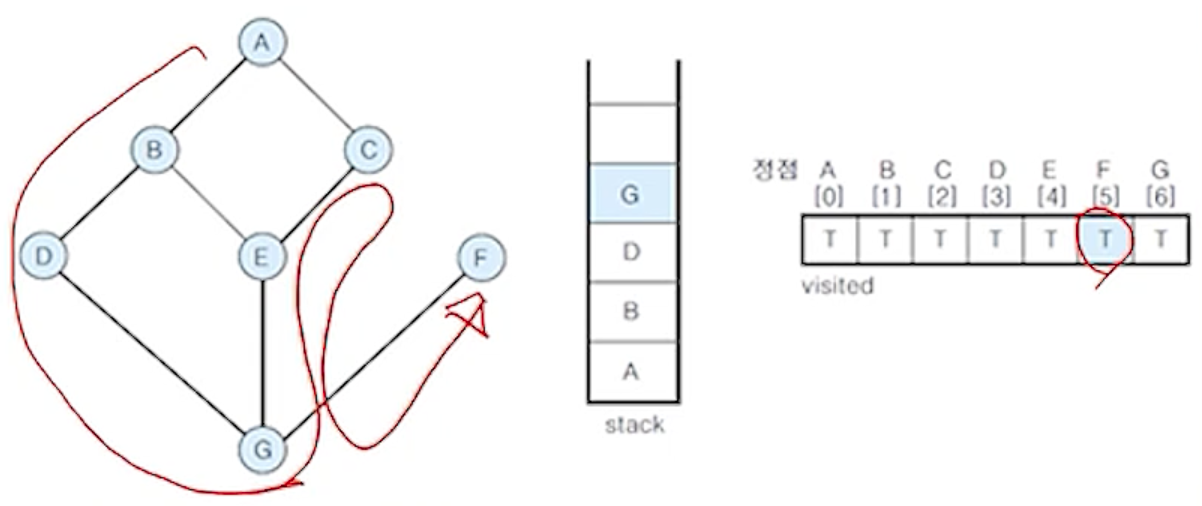 A
B
C
D
E
F
G
G
D
B
A
stack
정점 A B C D E F G
[0] [1] [2] [3] [4] [5] [6]
T T T T T T T
visited